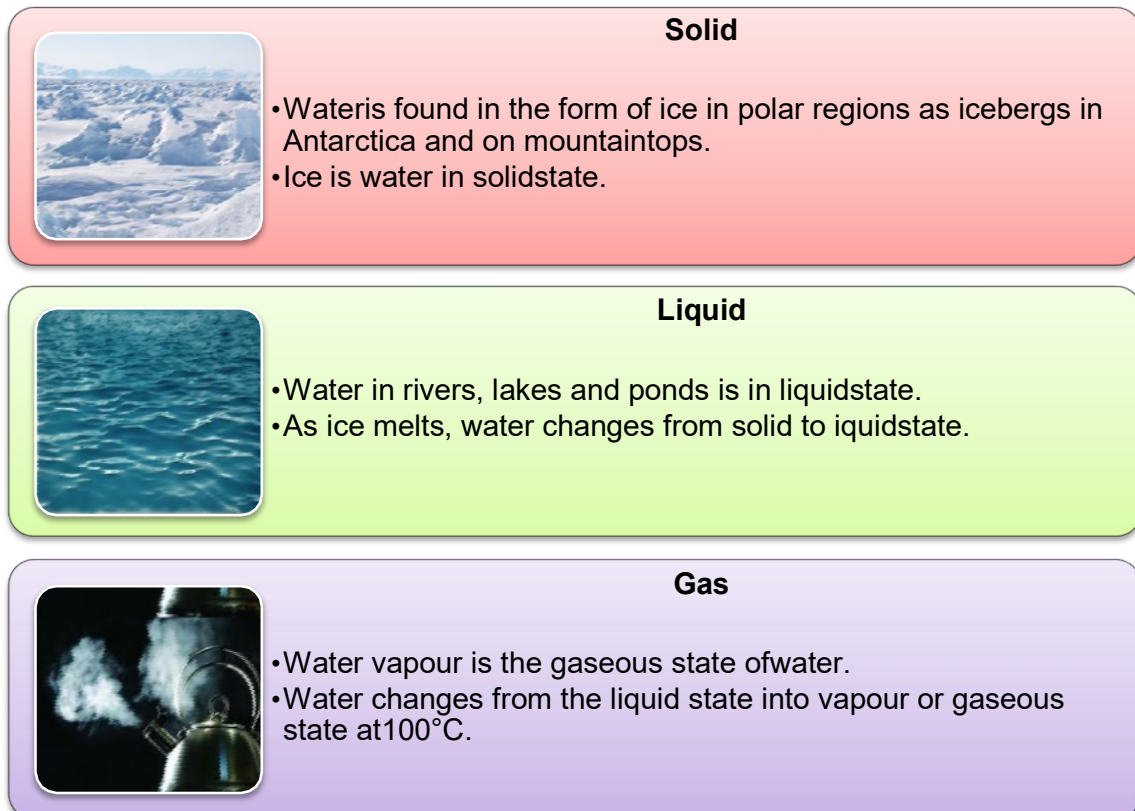 Solid
•Wateris found in the form of ice in polar regions as icebergs in
Antarctica and on mountaintops.
•Ice is water in solidstate.
Liquid
•Water in rivers, lakes and ponds is in liquidstate.
•As ice melts, water changes from solid to iquidstate.
Gas
•Water vapour is the gaseous state ofwater.
•Water changes from the liquid state into vapour or gaseous
state at100°C.